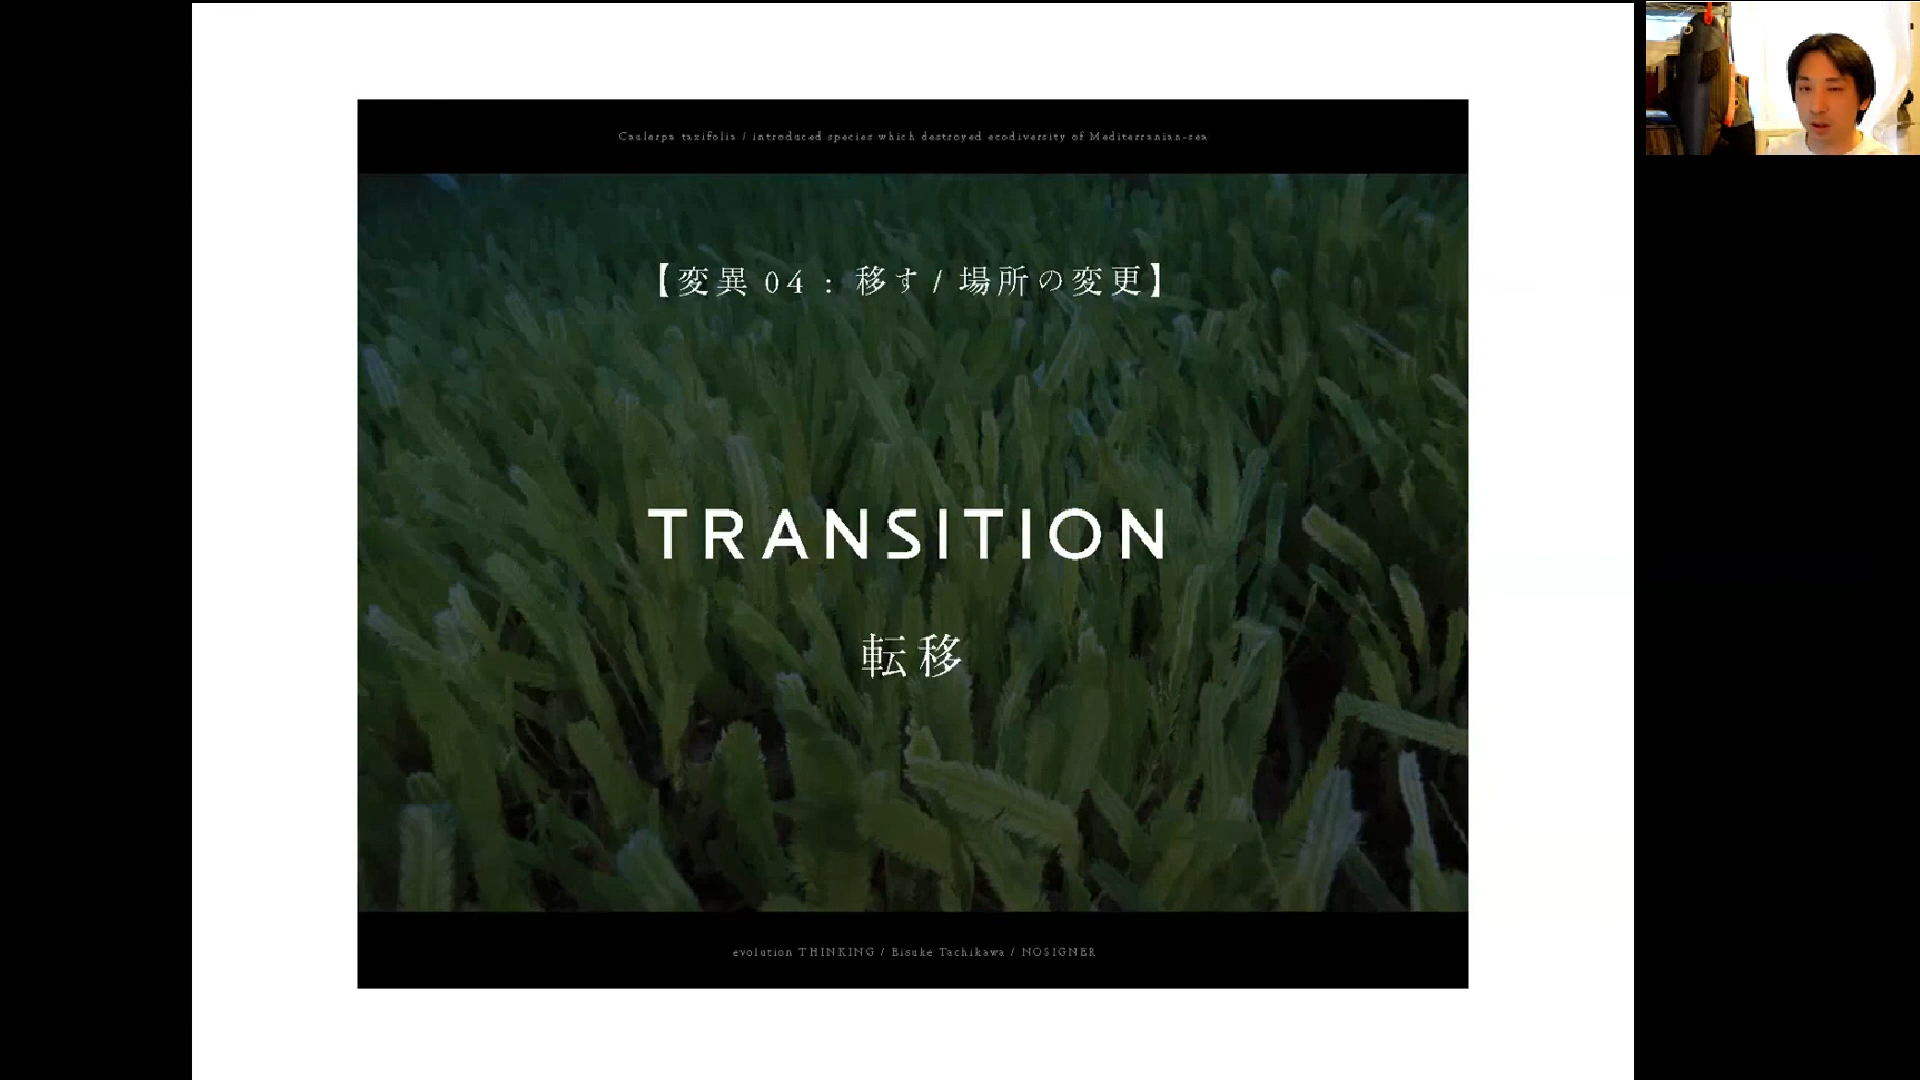 Caulerpa taxifolia / introduced species which destroyed ecodiversity of Mediterranian-sea
【変異 04 : 移す / 場所の変更】
TRANSITION
転移
evolution THINKING / Eisuke Tachikawa / NOSIGNER